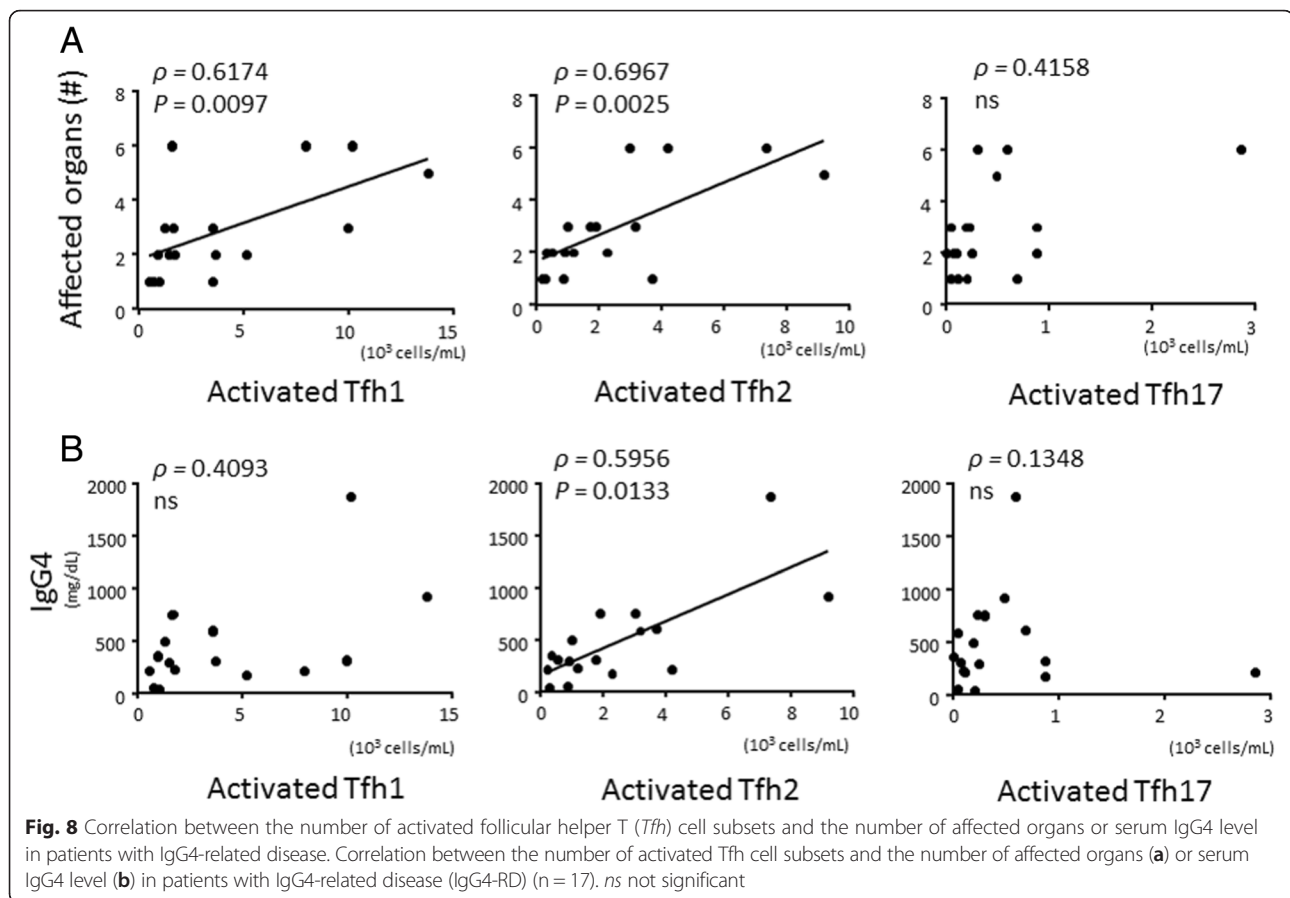 A
ρ = 0.6174
P = 0.0097
ρ = 0.6967
P = 0.0025
ρ = 0.4158
ns
Affected organs (#)
8
6
4
2
0
0 5 10 15
(10³ cells/mL)
Activated Tfh1
8
6
4
2
0
0 2 4 6 8 10
(10³ cells/mL)
Activated Tfh2
8
6
4
2
0
0 1 2 3
(10³ cells/mL)
Activated Tfh17
B
ρ = 0.4093
ns
ρ = 0.5956
P = 0.0133
ρ = 0.1348
ns
IgG4
(mg/dL)
2000
1500
1000
500
0
0 5 10 15
(10³ cells/mL)
Activated Tfh1
2000
1500
1000
500
0
0 2 4 6 8 10
(10³ cells/mL)
Activated Tfh2
2000
1500
1000
500
0
0 1 2 3
(10³ cells/mL)
Activated Tfh17
Fig. 8 Correlation between the number of activated follicular helper T (Tfh) cell subsets and the number of affected organs or serum IgG4 level
in patients with IgG4-related disease. Correlation between the number of activated Tfh cell subsets and the number of affected organs (a) or serum
IgG4 level (b) in patients with IgG4-related disease (IgG4-RD) (n = 17). ns not significant